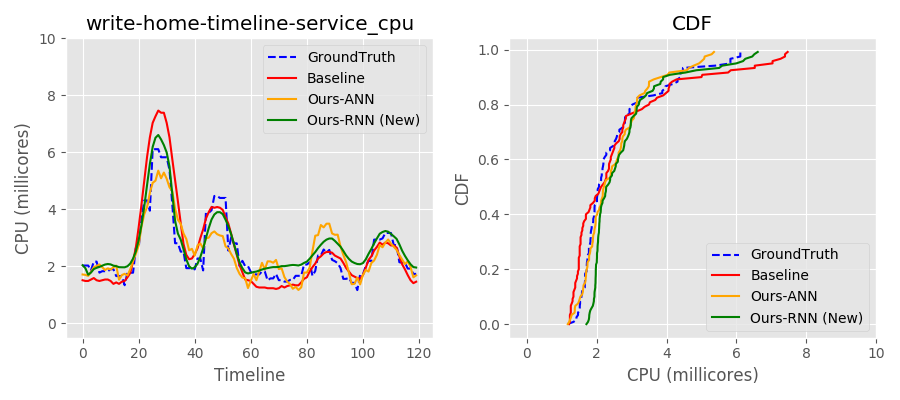 write-home-timeline-service_cpu
CPU (millicores)
10
8
6
4
2
0
0 20 40 60 80 100 120
Timeline
GroundTruth
Baseline
Ours-ANN
Ours-RNN (New)
CDF
CDF
1.0
0.8
0.6
0.4
0.2
0.0
0 2 4 6 8 10
CPU (millicores)
GroundTruth
Baseline
Ours-ANN
Ours-RNN (New)